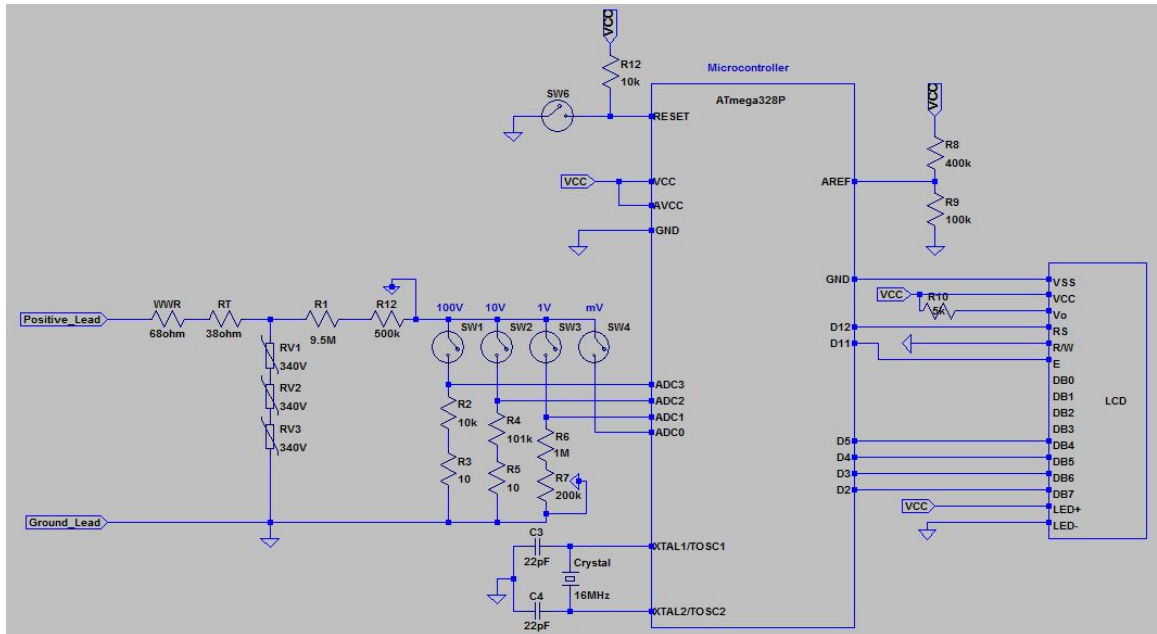 VCC
R12
10k
SW6
Microcontroller
ATmega328P
RESET
VCC
R8
400k
VCC
VCC
AVCC
AREF
R9
100k
GND
GND
VSS
VCC
VCC
R10
5k
Vo
D12
RS
D11
R/W
E
DB0
DB1
DB2
DB3
LCD
D5
DB4
D4
DB5
D3
DB6
D2
DB7
VCC
LED+
LED-
Positive_Lead
WWR
68ohm
RT
38ohm
R1
9.5M
R12
500k
100V
10V
1V
mV
SW1
SW2
SW3
SW4
RV1
340V
RV2
340V
RV3
340V
ADC3
ADC2
ADC1
ADC0
R2
10k
R4
101k
R6
1M
R3
10
R5
10
R7
200k
Ground_Lead
C3
22pF
XTAL1/TOSC1
Crystal
16MHz
C4
22pF
XTAL2/TOSC2